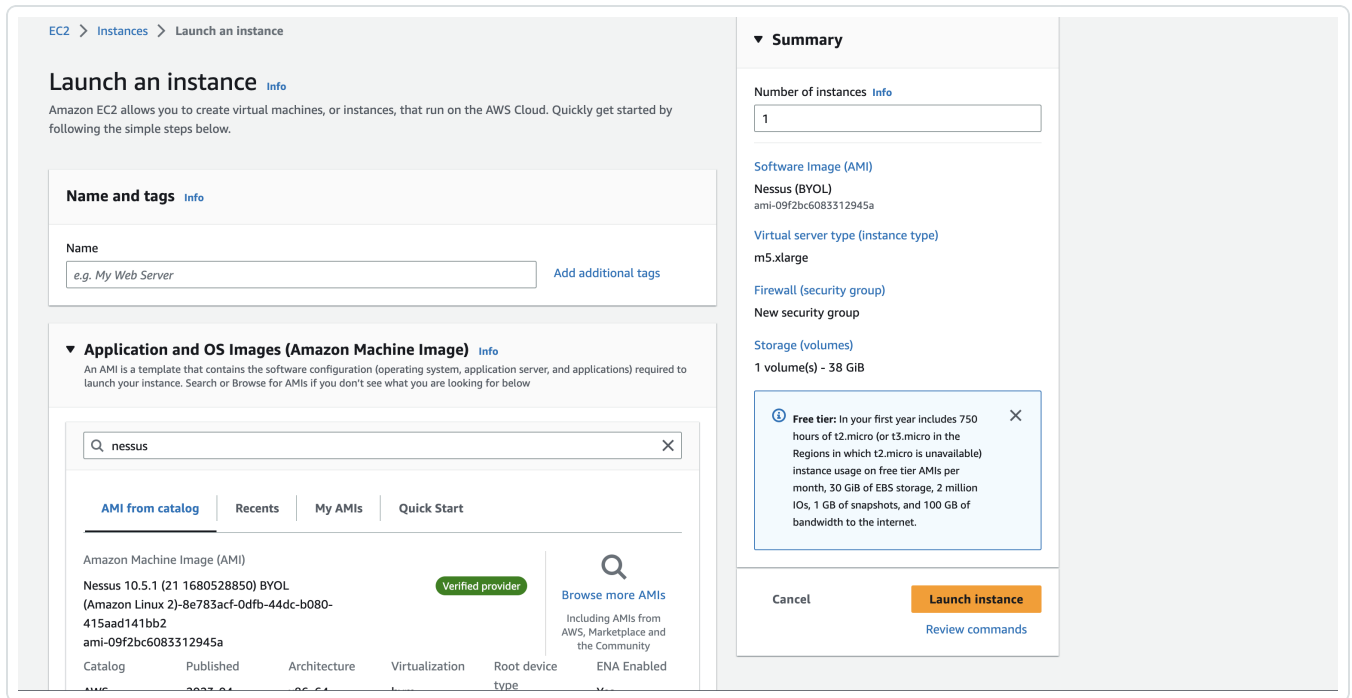 EC2 > Instances > Launch an instance
Launch an instance Info
Amazon EC2 allows you to create virtual machines, or instances, that run on the AWS Cloud. Quickly get started by
following the simple steps below.
Name and tags Info
Name
e.g. My Web Server
Add additional tags
Application and OS Images (Amazon Machine Image) Info
An AMI is a template that contains the software configuration (operating system, application server, and applications) required to
launch your instance. Search or Browse for AMIs if you don't see what you are looking for below
nessus
AMI from catalog
Recents
My AMIs
Quick Start
Amazon Machine Image (AMI)
Nessus 10.5.1 (21 1680528850) BYOL
(Amazon Linux 2)-8e783acf-0dfb-44dc-b080-
415aad141bb2
ami-09f2bc6083312945a
Verified provider
Browse more AMIs
Including AMIs from
AWS, Marketplace and
the Community
Catalog
Published
Architecture
Virtualization
Root device
type
ENA Enabled
Summary
Number of instances Info
1
Software Image (AMI)
Nessus (BYOL)
ami-09f2bc6083312945a
Virtual server type (instance type)
m5.xlarge
Firewall (security group)
New security group
Storage (volumes)
1 volume(s) - 38 GiB
Free tier: In your first year includes 750
hours of t2.micro (or t3.micro in the
Regions in which t2.micro is unavailable)
instance usage on free tier AMIs per
month, 30 GiB of EBS storage, 2 million
IOs, 1 GB of snapshots, and 100 GB of
bandwidth to the internet.
Cancel
Launch instance
Review commands